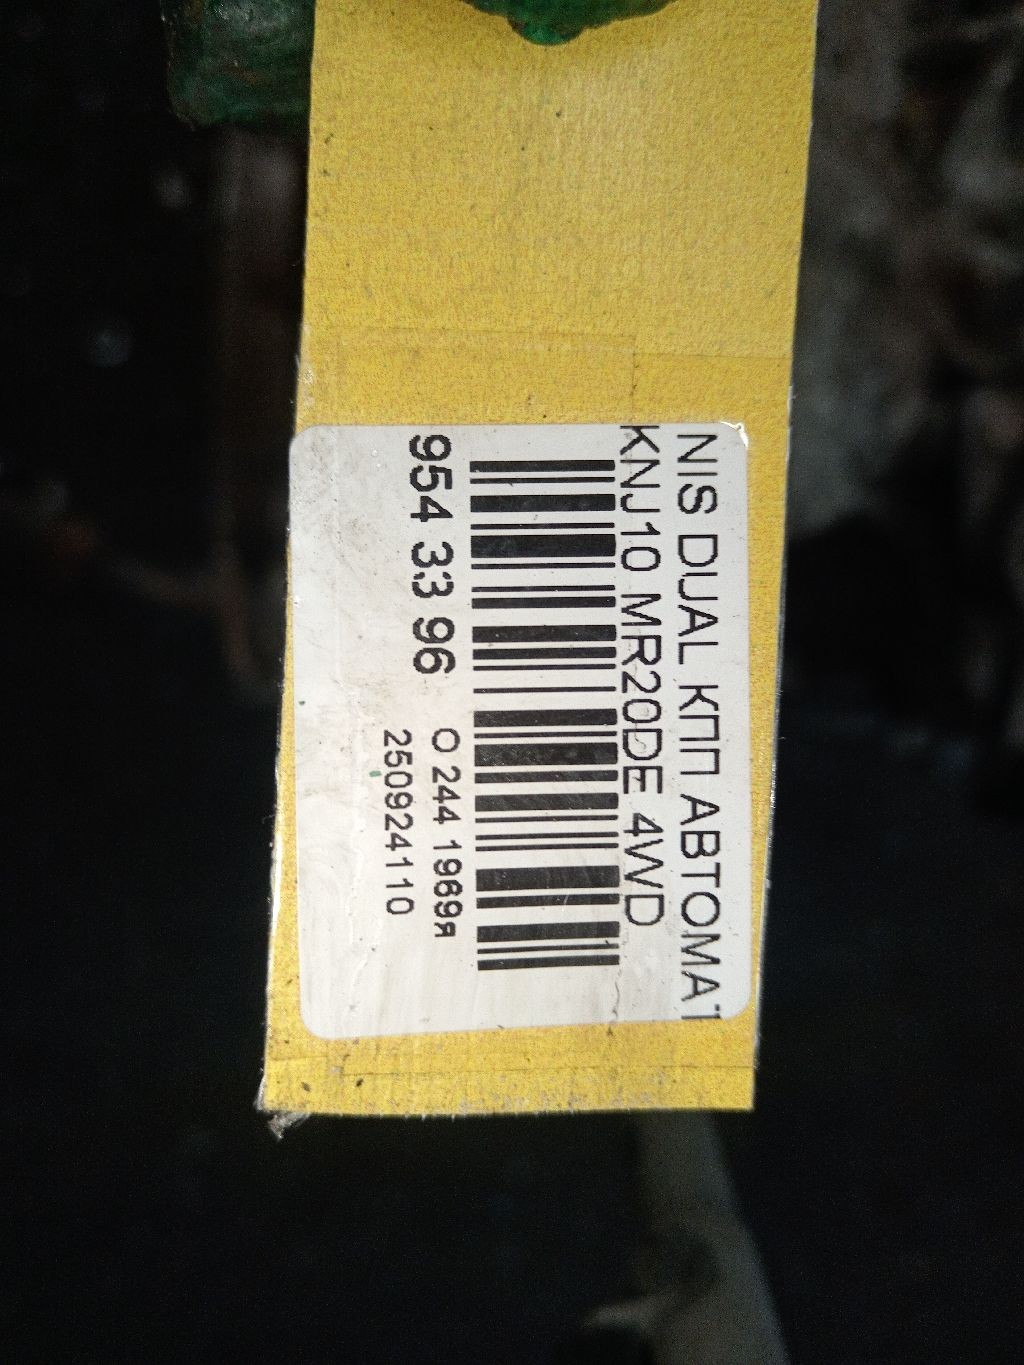 NIS DUAL КПП АВТОМАТ
KNJ10 MR20DE 4WD
954 33 96
О 244 1969я
250924110